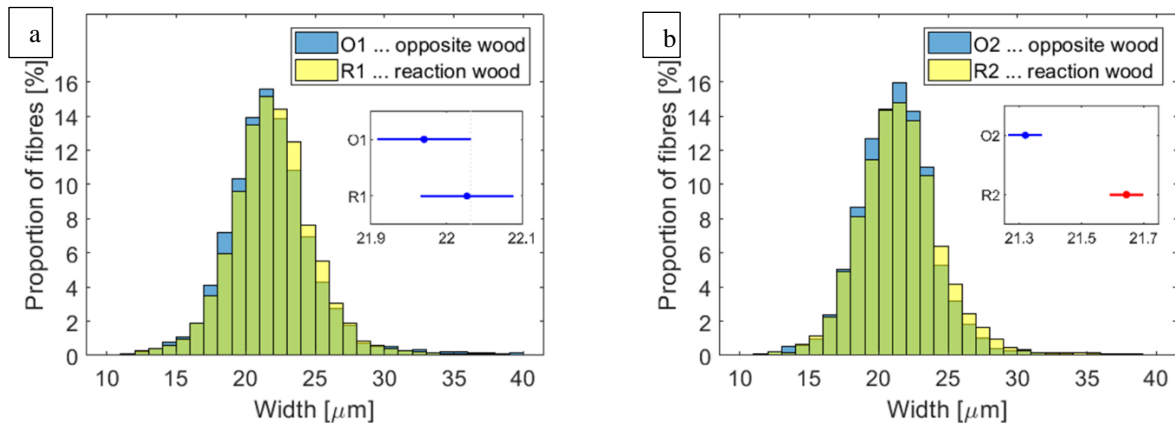 a
O1 ... opposite wood
R1 ... reaction wood
Proportion of fibres [%]
16
14
12
10
8
6
4
2
0
10 15 20 25 30 35 40
Width [μm]
O1
R1
21.9 22 22.1
b
O2 ... opposite wood
R2 ... reaction wood
Proportion of fibres [%]
16
14
12
10
8
6
4
2
0
10 15 20 25 30 35 40
Width [μm]
O2
R2
21.3 21.5 21.7